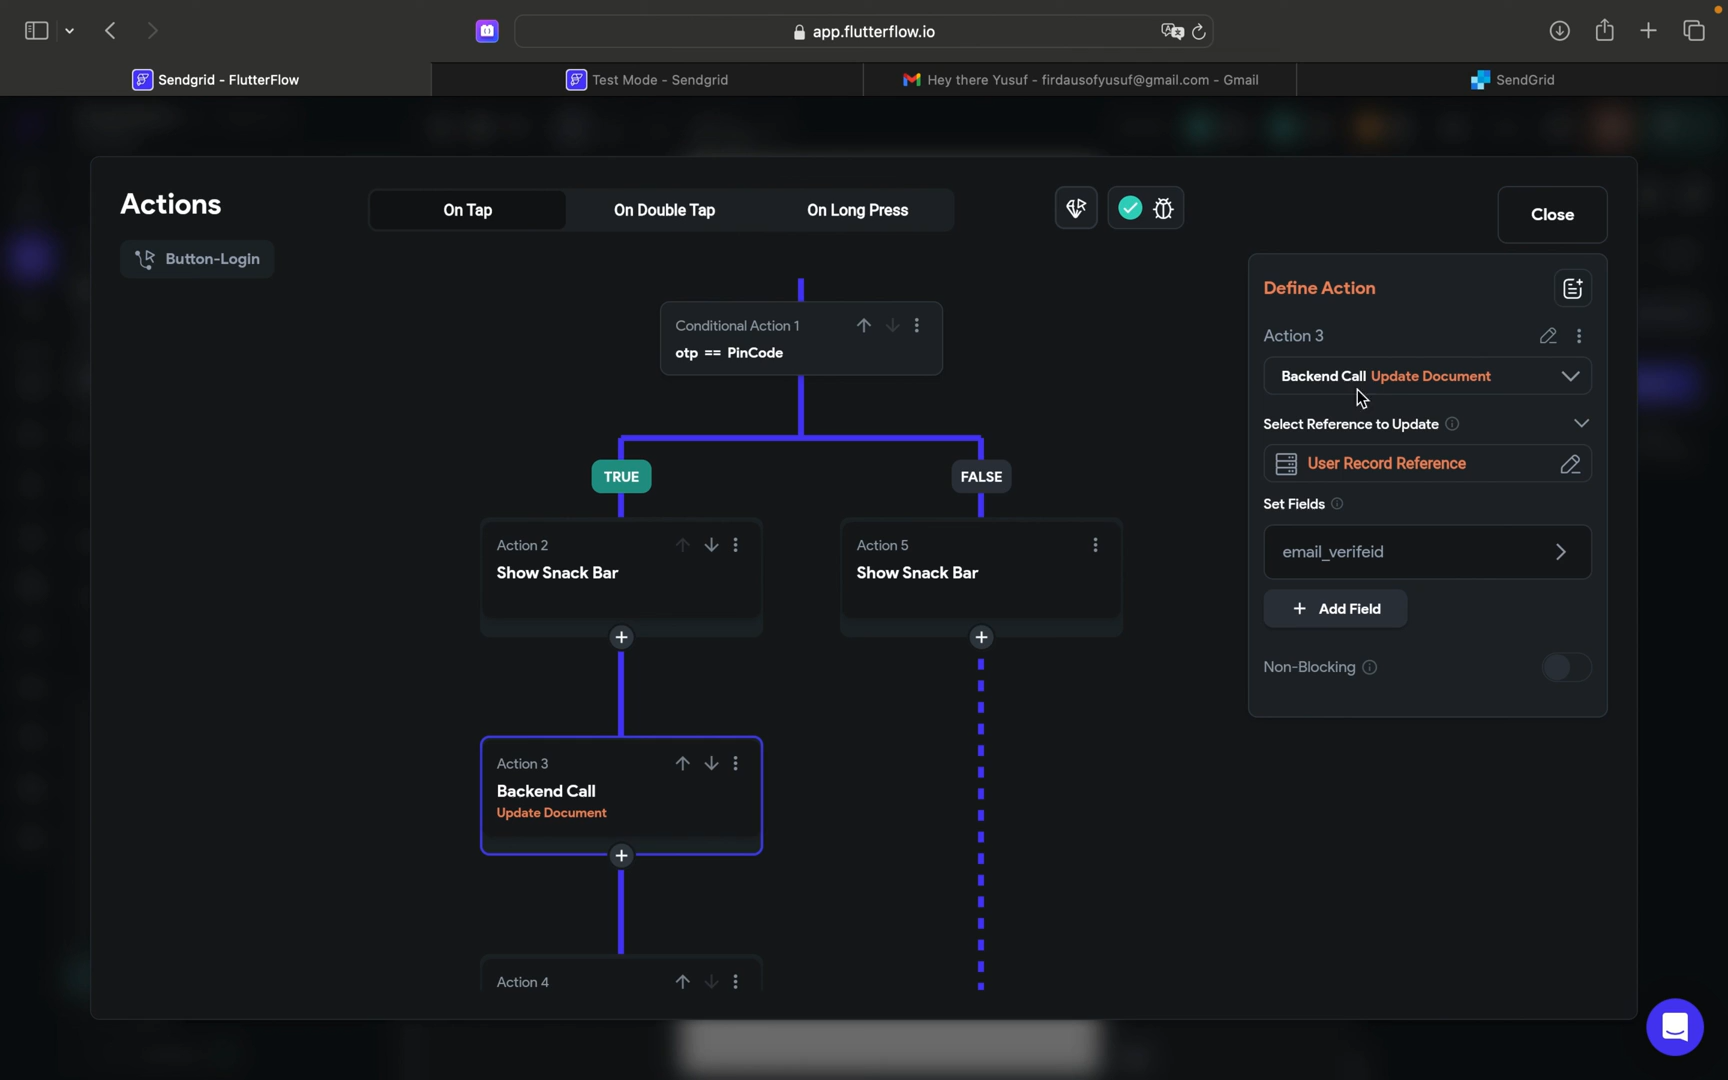 app.flutterflow.io
Sendgrid - FlutterFlow
Test Mode - Sendgrid
Hey there Yusuf - firdausofyusuf@gmail.com - Gmail
SendGrid
Actions
On Tap
On Double Tap
On Long Press
Close
Button-Login
Define Action
Action 3
Backend Call Update Document
Select Reference to Update
User Record Reference
Set Fields
email_verifeid
+ Add Field
Non-Blocking
Conditional Action 1
otp == PinCode
TRUE
FALSE
Action 2
Show Snack Bar
Action 5
Show Snack Bar
Action 3
Backend Call
Update Document
Action 4